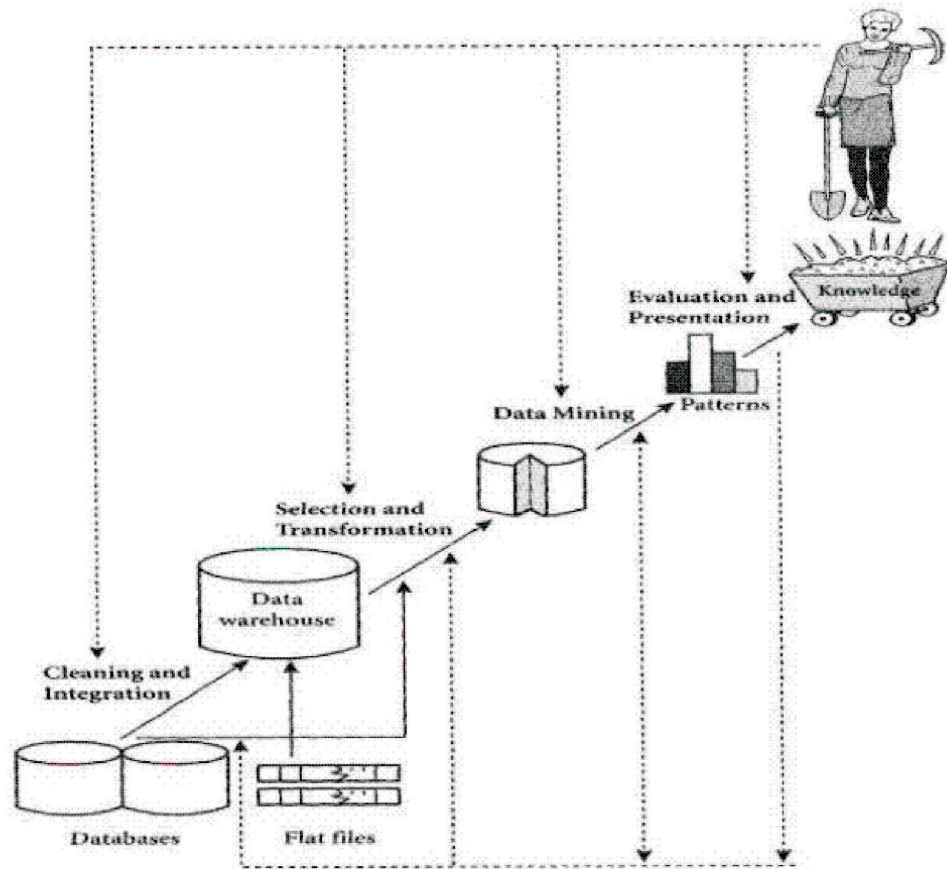 Knowledge
Evaluation and
Presentation
Patterns
Data Mining
Selection and
Transformation
Data
warehouse
Cleaning and
Integration
Databases
Flat files